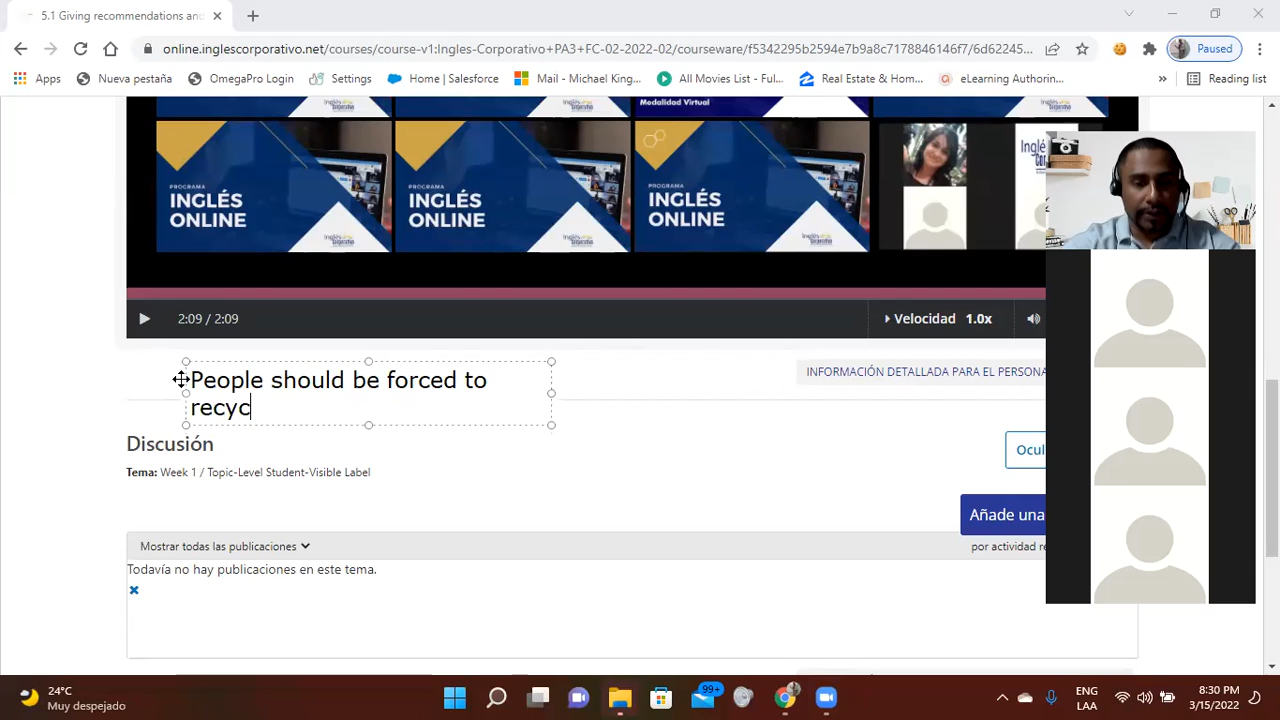 5.1 Giving recommendations and
online.inglescorporativo.net/courses/course-v1:Ingles-Corporativo+PA3+FC-02-2022-02/courseware/f5342295b2594e7b9a8c7178846146f7/6d62245...
Paused
Apps
Nueva pestaña
OmegaPro Login
Settings
Home | Salesforce
Mail - Michael King...
All Movies List - Ful...
Real Estate & Hom...
eLearning Authorin...
»
Reading list
Modalidad Virtual
PROGRAMA
INGLÉS
ONLINE
PROGRAMA
INGLÉS
ONLINE
PROGRAMA
INGLÉS
ONLINE
2:09 / 2:09
Velocidad 1.0x
People should be forced to
recyc
INFORMACIÓN DETALLADA PARA EL PERSONA
Discusión
Tema: Week 1 / Topic-Level Student-Visible Label
Ocul
Añade una
Mostrar todas las publicaciones
por actividad re
Todavía no hay publicaciones en este tema.
24°C
Muy despejado
99+
ENG
LAA
8:30 PM
3/15/2022